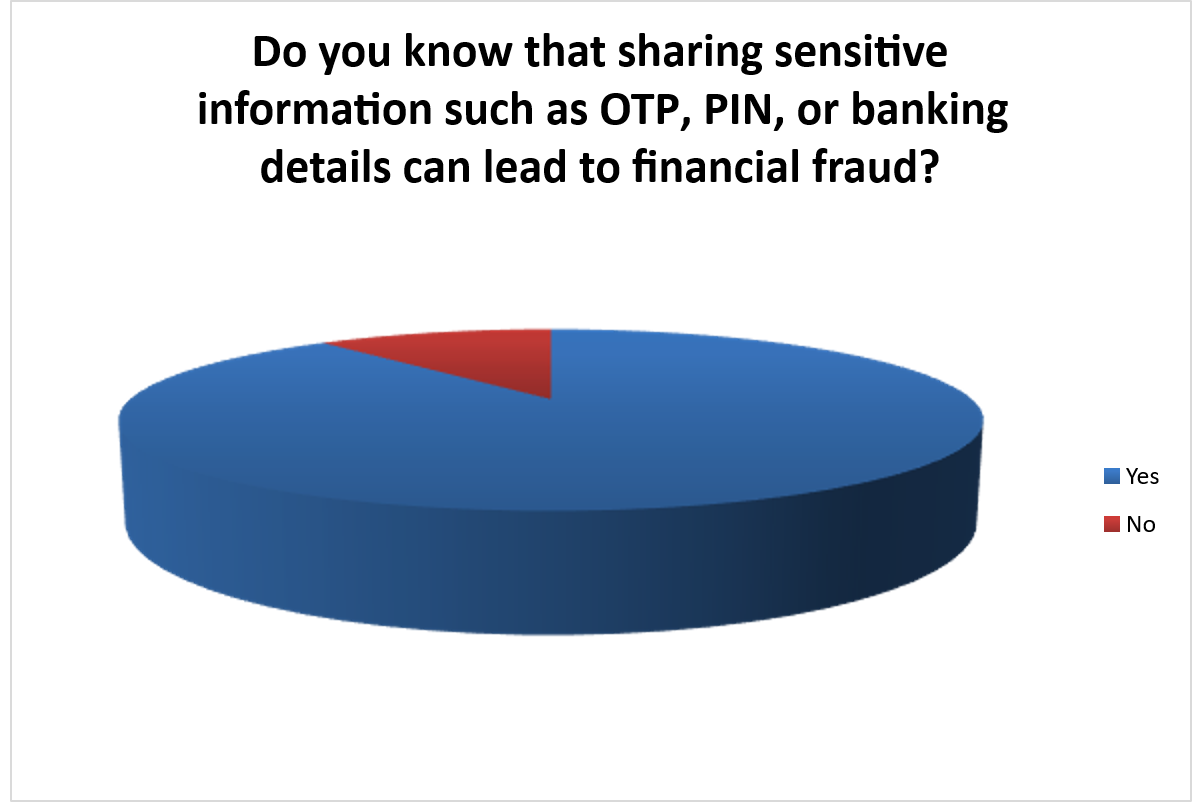 Do you know that sharing sensitive
information such as OTP, PIN, or banking
details can lead to financial fraud?
Yes
No